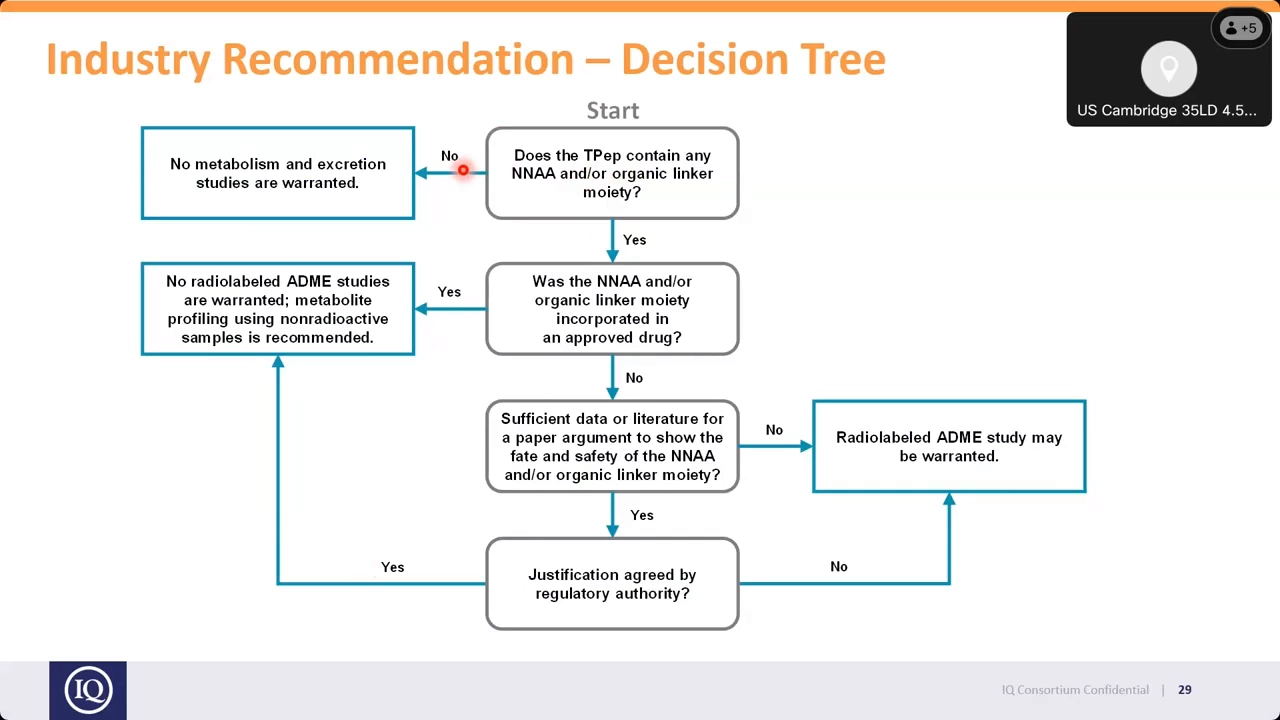 Industry Recommendation – Decision Tree
+5
US Cambridge 35LD 4.5...
Start
No metabolism and excretion
studies are warranted.
No
Does the TPep contain any
NNAA and/or organic linker
moiety?
Yes
No radiolabeled ADME studies
are warranted; metabolite
profiling using nonradioactive
samples is recommended.
Yes
Was the NNAA and/or
organic linker moiety
incorporated in
an approved drug?
No
Sufficient data or literature for
a paper argument to show the
fate and safety of the NNAA
and/or organic linker moiety?
No
Radiolabeled ADME study may
be warranted.
Yes
Yes
Justification agreed by
regulatory authority?
No
IQ
IQ Consortium Confidential | 29